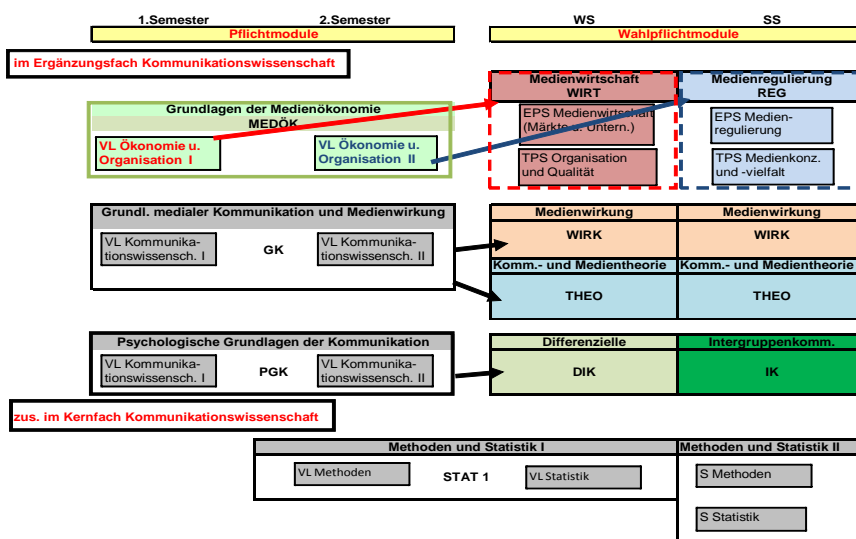 1.Semester 2.Semester WS SS
Pflichtmodule Wahlpflichtmodule
im Ergänzungsfach Kommunikationswissenschaft
Medienwirtschaft
WIRT
Medienregulierung
REG
Grundlagen der Medienökonomie
MEDÖK
VL Ökonomie u.
Organisation I
VL Ökonomie u.
Organisation II
EPS Medienwirtschaft
(Märkte u. Untern.)
TPS Organisation
und Qualität
EPS Medien-
regulierung
TPS Medienkonz.
und -vielfalt
Grundl. medialer Kommunikation und Medienwirkung
VL Kommunika-
tionswissensch. I
GK
VL Kommunika-
tionswissensch. II
Medienwirkung Medienwirkung
WIRK WIRK
Komm.- und Medientheorie Komm.- und Medientheorie
THEO THEO
Psychologische Grundlagen der Kommunikation
VL Kommunika-
tionswissensch. I
PGK
VL Kommunika-
tionswissensch. II
Differenzielle Intergruppenkomm.
DIK IK
zus. im Kernfach Kommunikationswissenschaft
Methoden und Statistik I Methoden und Statistik II
VL Methoden STAT 1 VL Statistik
S Methoden
S Statistik